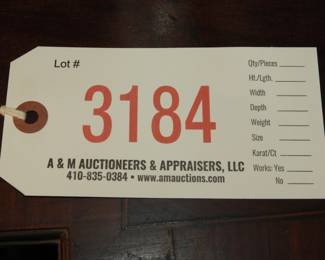 Lot #
3184
A & M AUCTIONEERS & APPRAISERS, LLC
410-835-0384 • www.amauctions.com
Qty/Pieces
Ht./Lgth.
Width
Depth
Weight
Size
Karat/Ct
Works: Yes
No